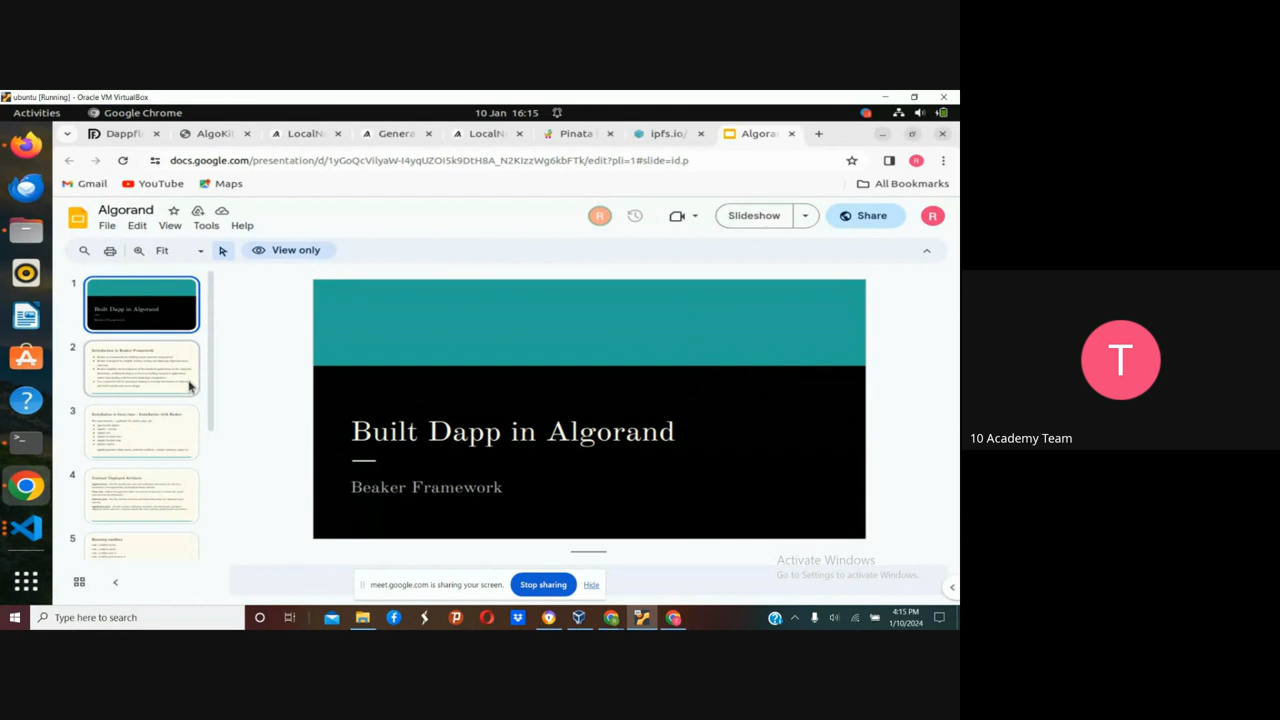 ubuntu [Running] - Oracle VM VirtualBox
Activities
Google Chrome
10 Jan 16:15
Dappfl
AlgoKi
LocalN
Genera
LocalN
Pinata
ipfs.io/
Algora
docs.google.com/presentation/d/1yGoQcVilyaW-I4yqUZOI5k9DtH8A_N2KIzzWg6kbFTk/edit?pli=1#slide=id.p
Gmail
YouTube
Maps
All Bookmarks
Algorand
File
Edit
View
Tools
Help
R
Slideshow
Share
R
Fit
View only
1
Built Dapp in Algorand
Beaker Framework
2
3
4
5
Built Dapp in Algorand
Beaker Framework
Activate Windows
Go to Settings to activate Windows.
meet.google.com is sharing your screen.
Stop sharing
Hide
Type here to search
4:15 PM
1/10/2024
T
10 Academy Team